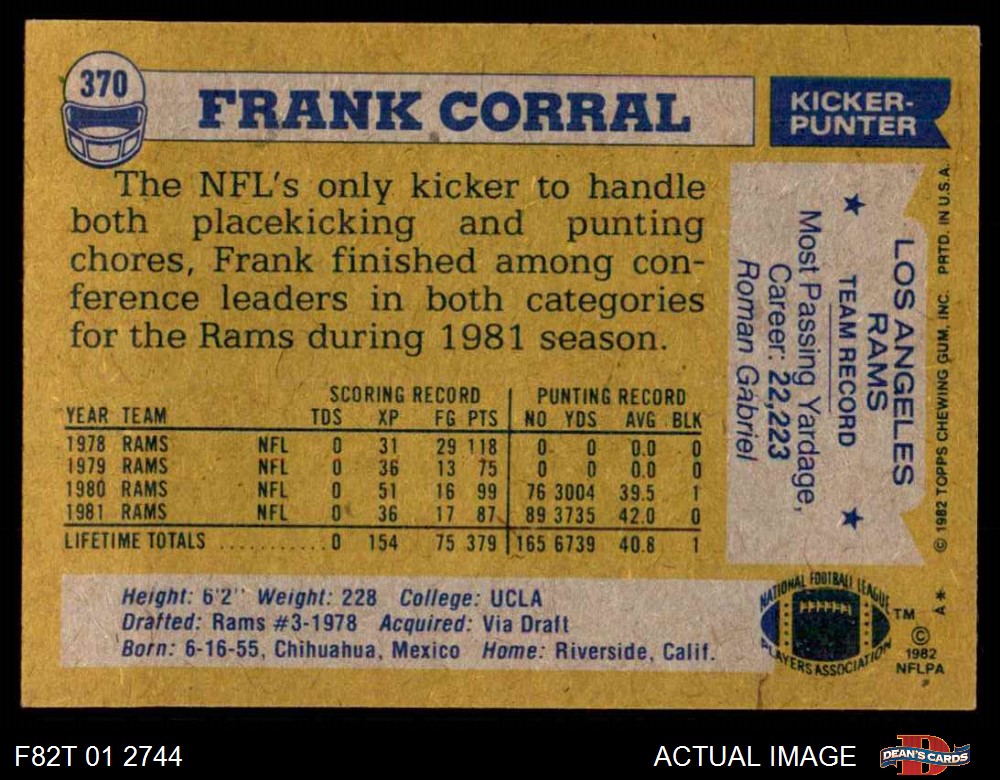 370
FRANK CORRAL
KICKER-
PUNTER
The NFL's only kicker to handle
both placekicking and punting
chores, Frank finished among con-
ference leaders in both categories
for the Rams during 1981 season.
SCORING RECORD PUNTING RECORD
YEAR TEAM TDS XP FG PTS NO YDS AVG BLK
1978 RAMS NFL 0 31 29 118 0 0 0.0 0
1979 RAMS NFL 0 36 13 75 0 0 0.0 0
1980 RAMS NFL 0 51 16 99 76 3004 39.5 1
1981 RAMS NFL 0 36 17 87 89 3735 42.0 0
LIFETIME TOTALS ............ 0 154 75 379 165 6739 40.8 1
Height: 6'2" Weight: 228 College: UCLA
Drafted: Rams #3-1978 Acquired: Via Draft
Born: 6-16-55, Chihuahua, Mexico Home: Riverside, Calif.
LOS ANGELES
RAMS
★ TEAM RECORD ★
Most Passing Yardage,
Career: 22,223
Roman Gabriel
© 1982 TOPPS CHEWING GUM, INC. PRTD. IN U.S.A.
A*
NATIONAL FOOTBALL LEAGUE
PLAYERS ASSOCIATION
TM
©
1982
NFLPA
F82T 01 2744
ACTUAL IMAGE
D
DEAN'S CARDS